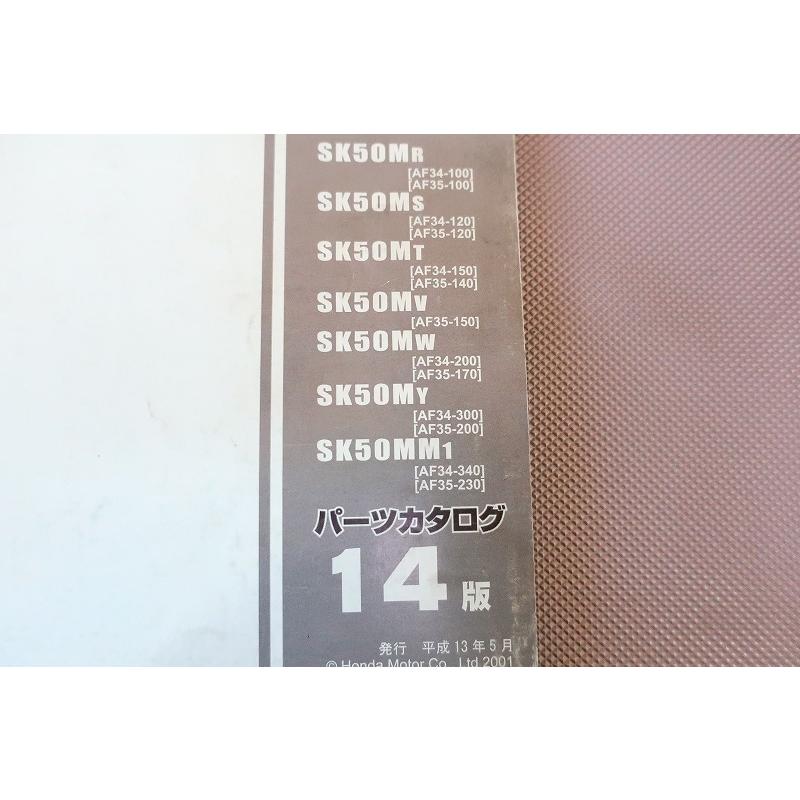 SK50MR
[AF34-100]
[AF35-100]
SK50MS
[AF34-120]
[AF35-120]
SK50MT
[AF34-150]
[AF35-140]
SK50MV
[AF35-150]
SK50MW
[AF34-200]
[AF35-170]
SK50MY
[AF34-300]
[AF35-200]
SK50MM1
[AF34-340]
[AF35-230]
パーツカタログ
14版
発行 平成13年5月
© Honda Motor Co., Ltd 2001